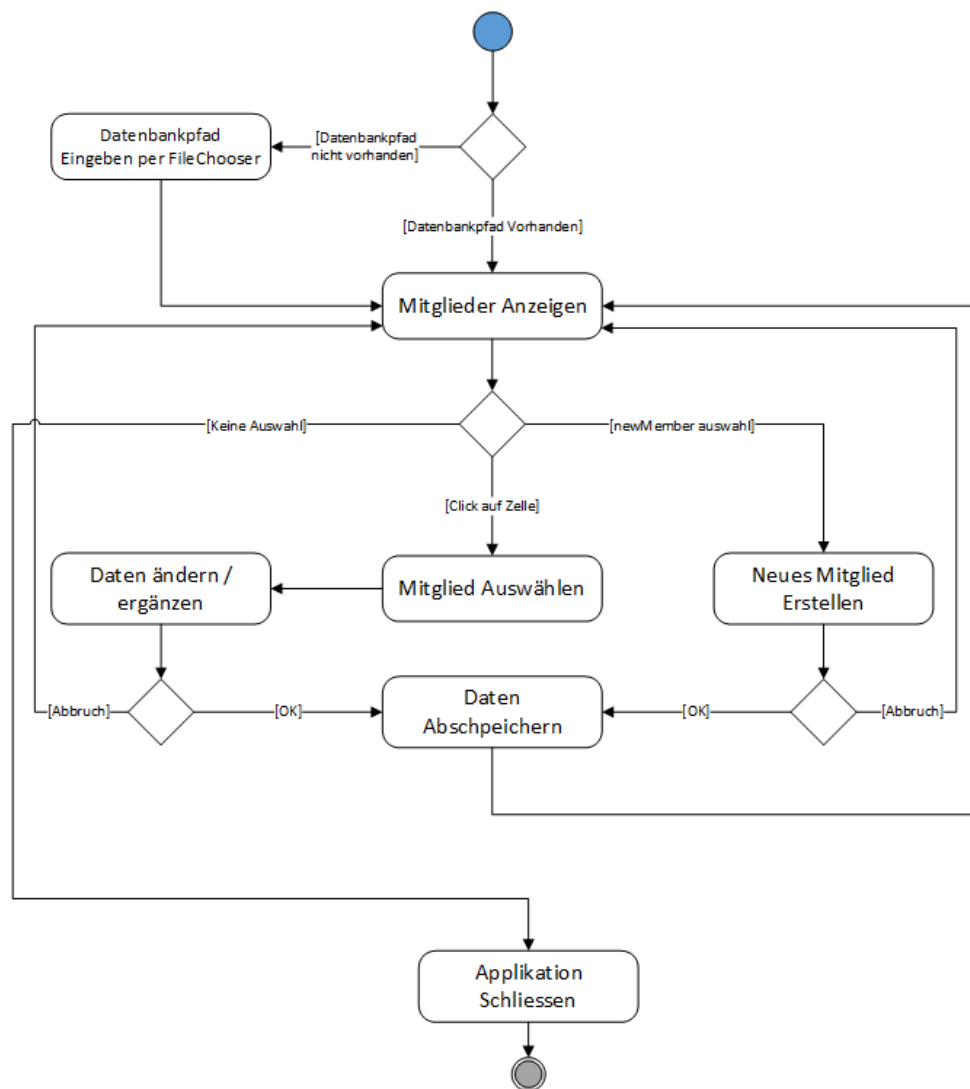 Datenbankpfad
Eingeben per FileChooser
[Datenbankpfad
nicht vorhanden]
[Datenbankpfad Vorhanden]
Mitglieder Anzeigen
[Keine Auswahl]
[newMember auswahl]
[Click auf Zelle]
Daten ändern /
ergänzen
Mitglied Auswählen
Neues Mitglied
Erstellen
[Abbruch]
[OK]
Daten
Abschpeichern
[OK]
[Abbruch]
Applikation
Schliessen